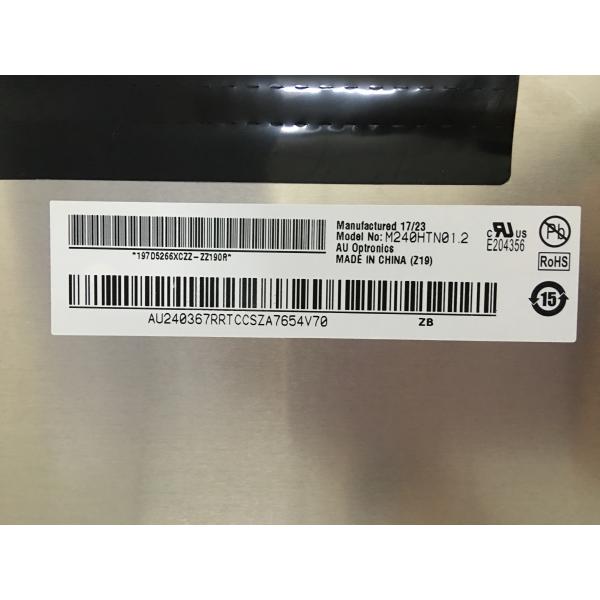 Manufactured 17/23
Model No: M240HTN01.2
AU Optronics
MADE IN CHINA (Z19)
*197D5266XCZZ-ZZ190R*
c RU US
E204356
Pb
RoHS
15
AU240367RRTCCSZA7654V70
ZB